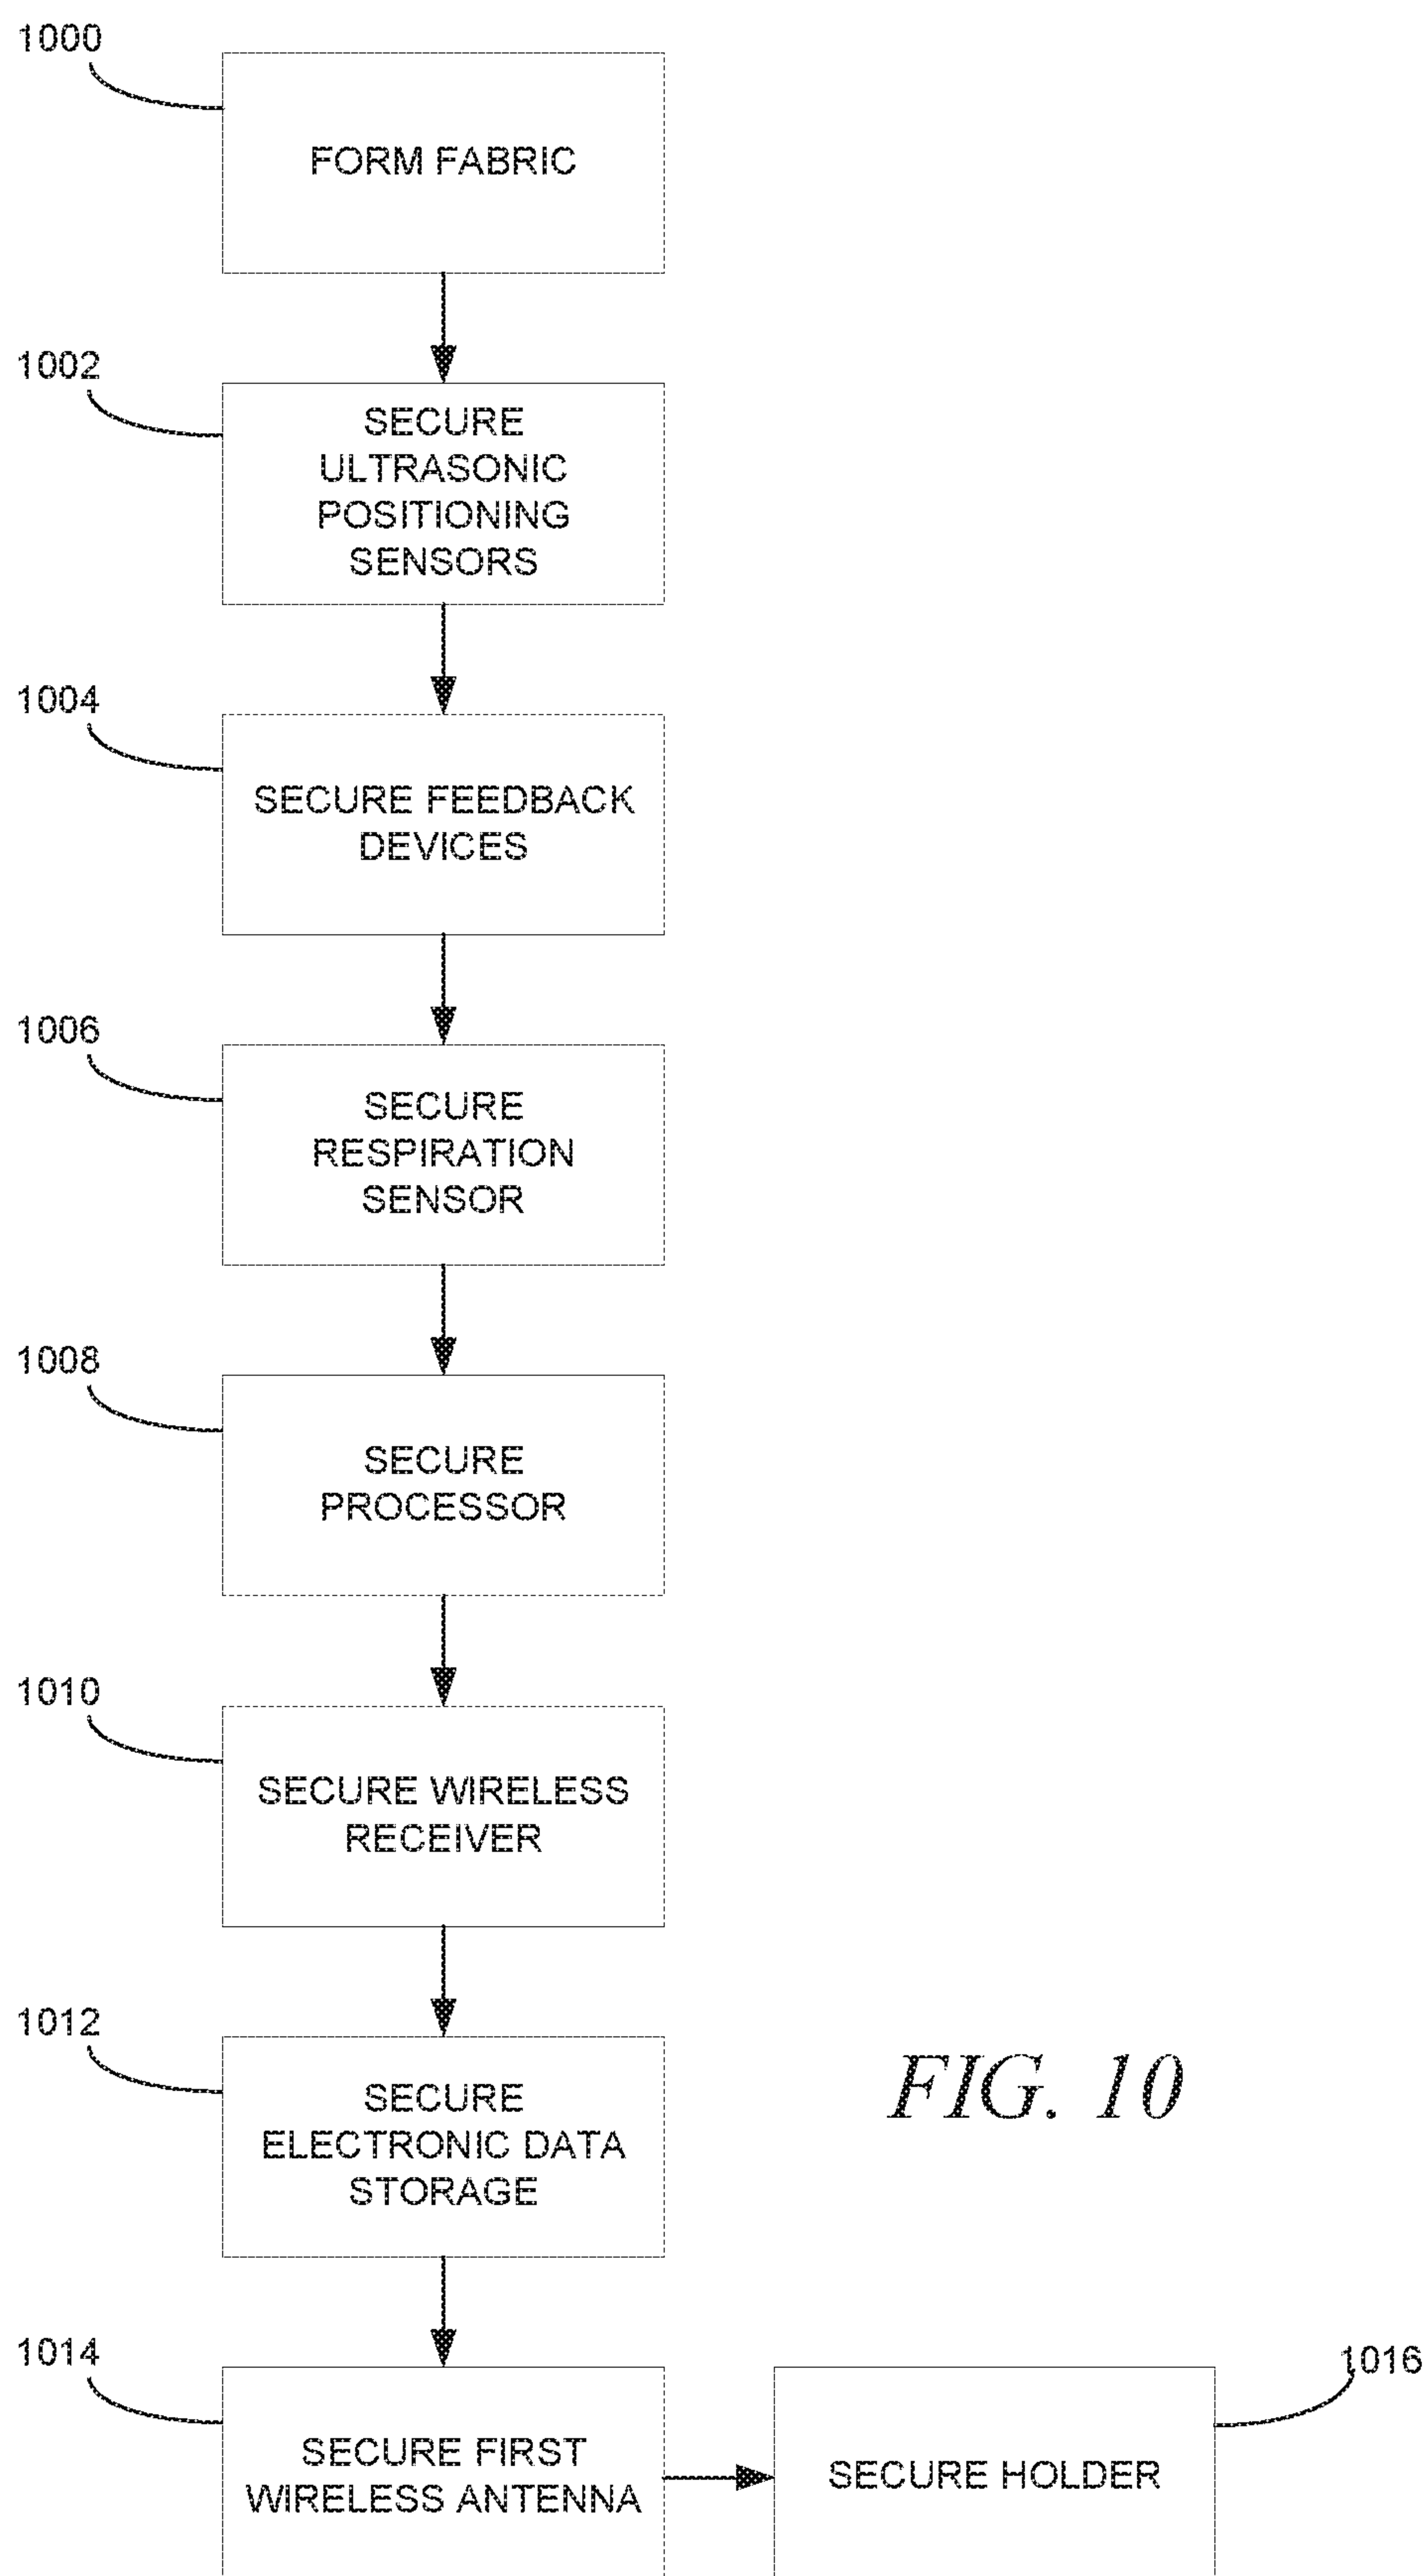 1000
FORM FABRIC
1002
SECURE
ULTRASONIC
POSITIONING
SENSORS
1004
SECURE FEEDBACK
DEVICES
1006
SECURE
RESPIRATION
SENSOR
1008
SECURE
PROCESSOR
1010
SECURE WIRELESS
RECEIVER
1012
SECURE
ELECTRONIC DATA
STORAGE
FIG. 10
1014
SECURE FIRST
WIRELESS ANTENNA
1016
SECURE HOLDER